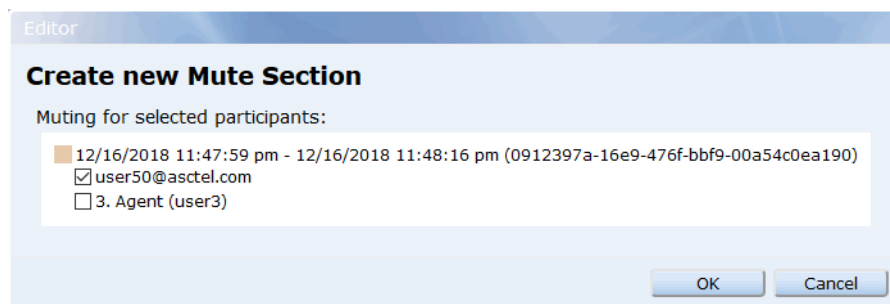 Editor
Create new Mute Section
Muting for selected participants:
12/16/2018 11:47:59 pm - 12/16/2018 11:48:16 pm (0912397a-16e9-476f-bbf9-00a54c0ea190)
user50@asctel.com
3. Agent (user3)
OK Cancel